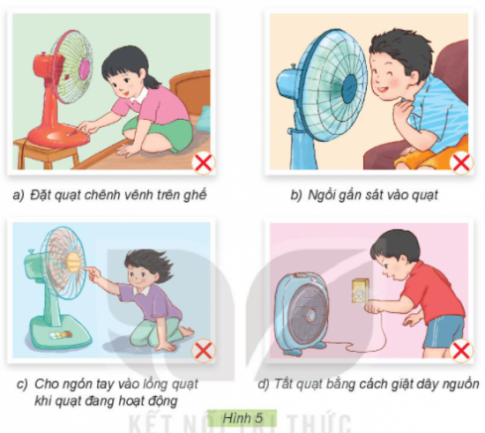 a) Đặt quạt chênh vênh trên ghế
b) Ngồi gần sát vào quạt
c) Cho ngón tay vào lồng quạt
khi quạt đang hoạt động
d) Tắt quạt bằng cách giật dây nguồn
Hình 5
KẾT NỐI TRI THỨC